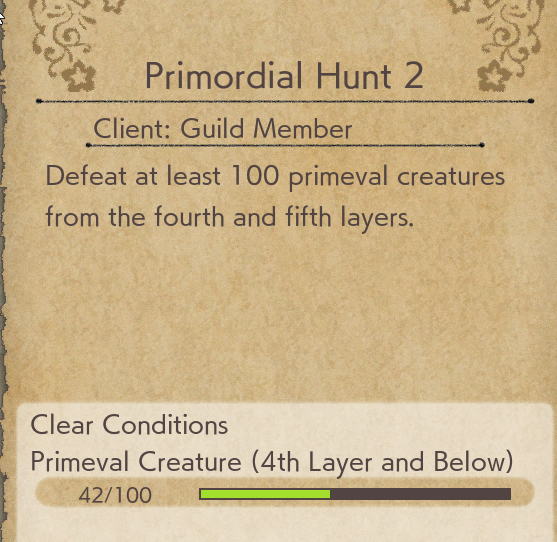 Primordial Hunt 2
Client: Guild Member
Defeat at least 100 primeval creatures
from the fourth and fifth layers.
Clear Conditions
Primeval Creature (4th Layer and Below)
42/100